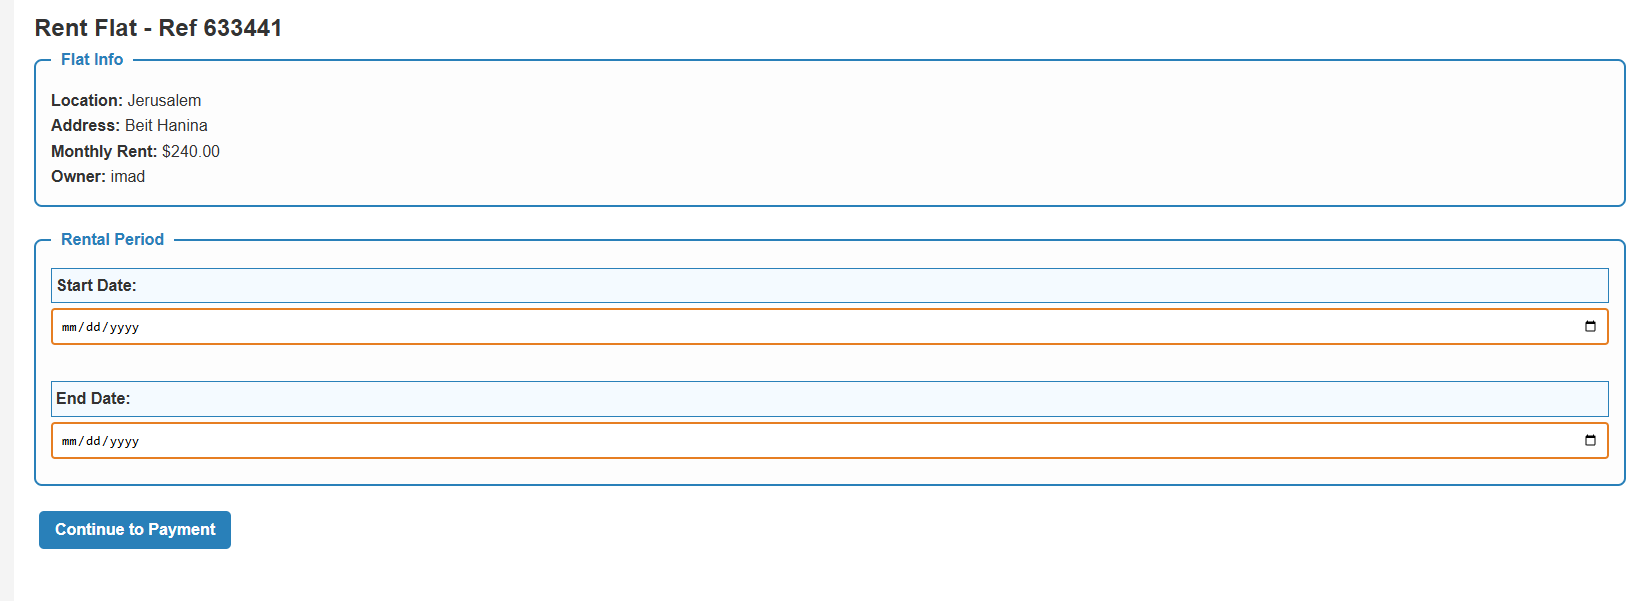 Rent Flat - Ref 633441
Flat Info
Location: Jerusalem
Address: Beit Hanina
Monthly Rent: $240.00
Owner: imad
Rental Period
Start Date:
mm/dd/yyyy
End Date:
mm/dd/yyyy
Continue to Payment